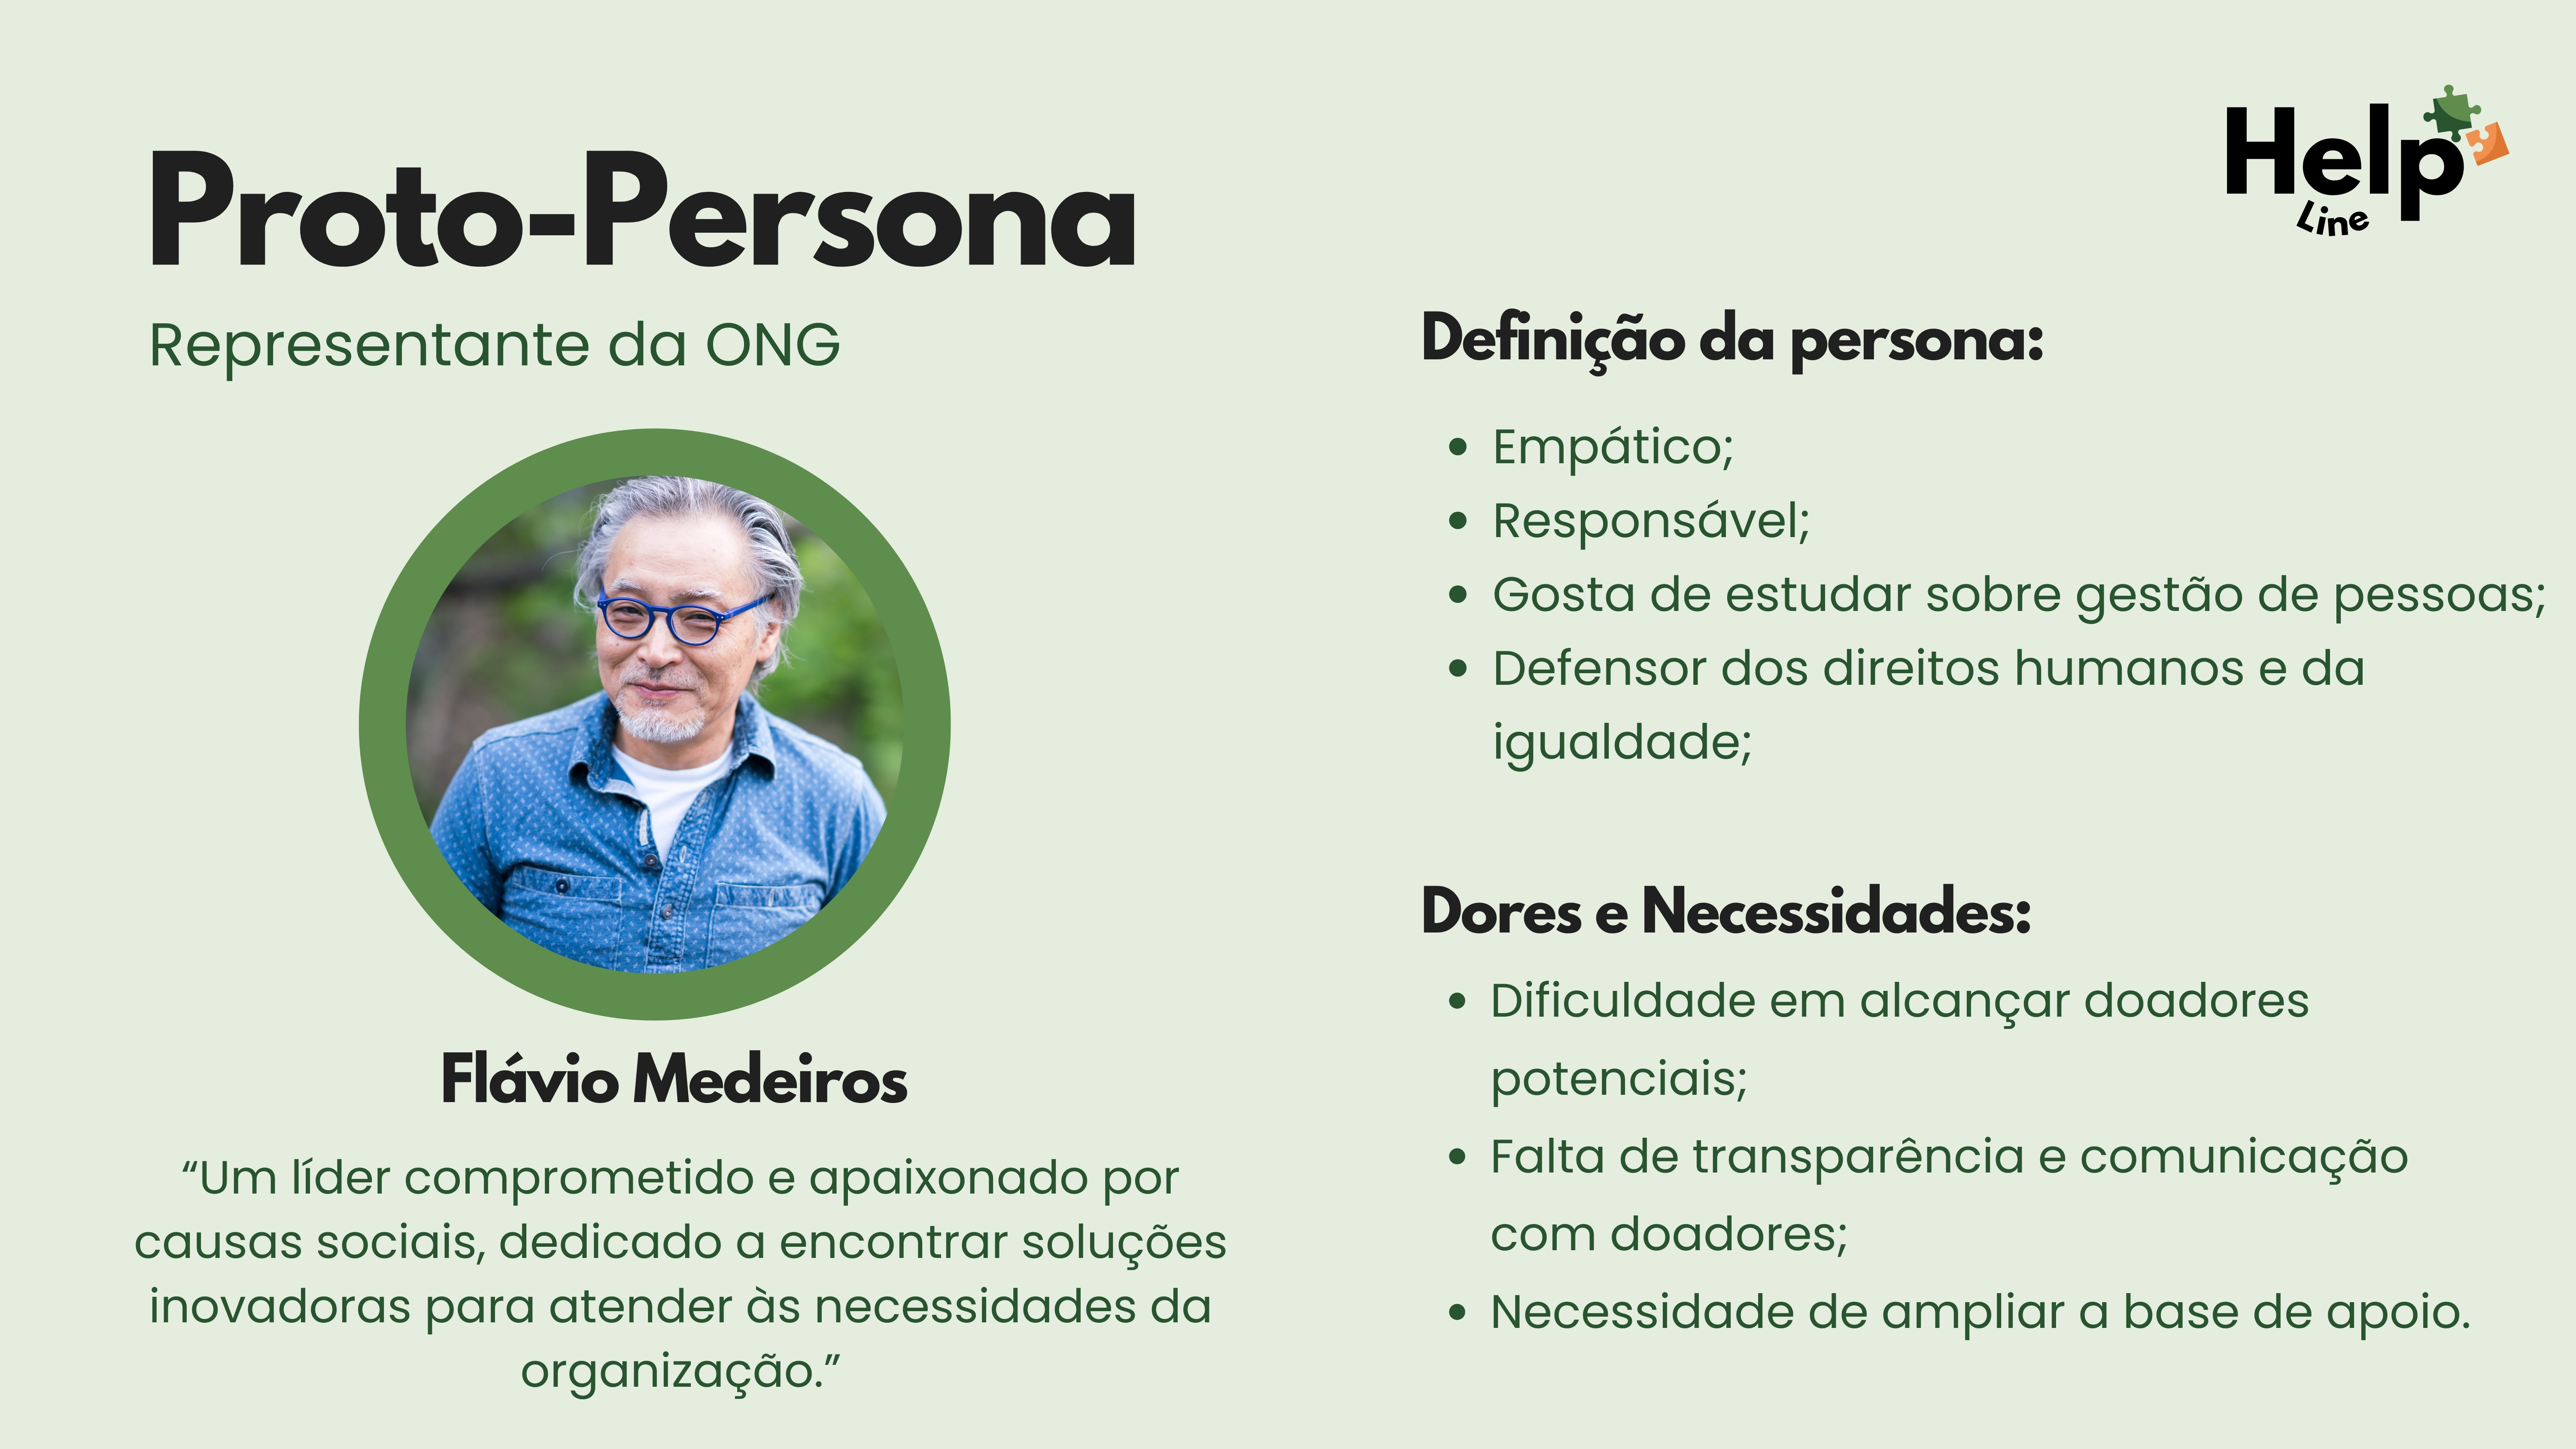 Proto-Persona
Representante da ONG
Flávio Medeiros
“Um líder comprometido e apaixonado por
causas sociais, dedicado a encontrar soluções
inovadoras para atender às necessidades da
organização.”
Help
Line
Definição da persona:
• Empático;
• Responsável;
• Gosta de estudar sobre gestão de pessoas;
• Defensor dos direitos humanos e da
igualdade;
Dores e Necessidades:
• Dificuldade em alcançar doadores
potenciais;
• Falta de transparência e comunicação
com doadores;
• Necessidade de ampliar a base de apoio.